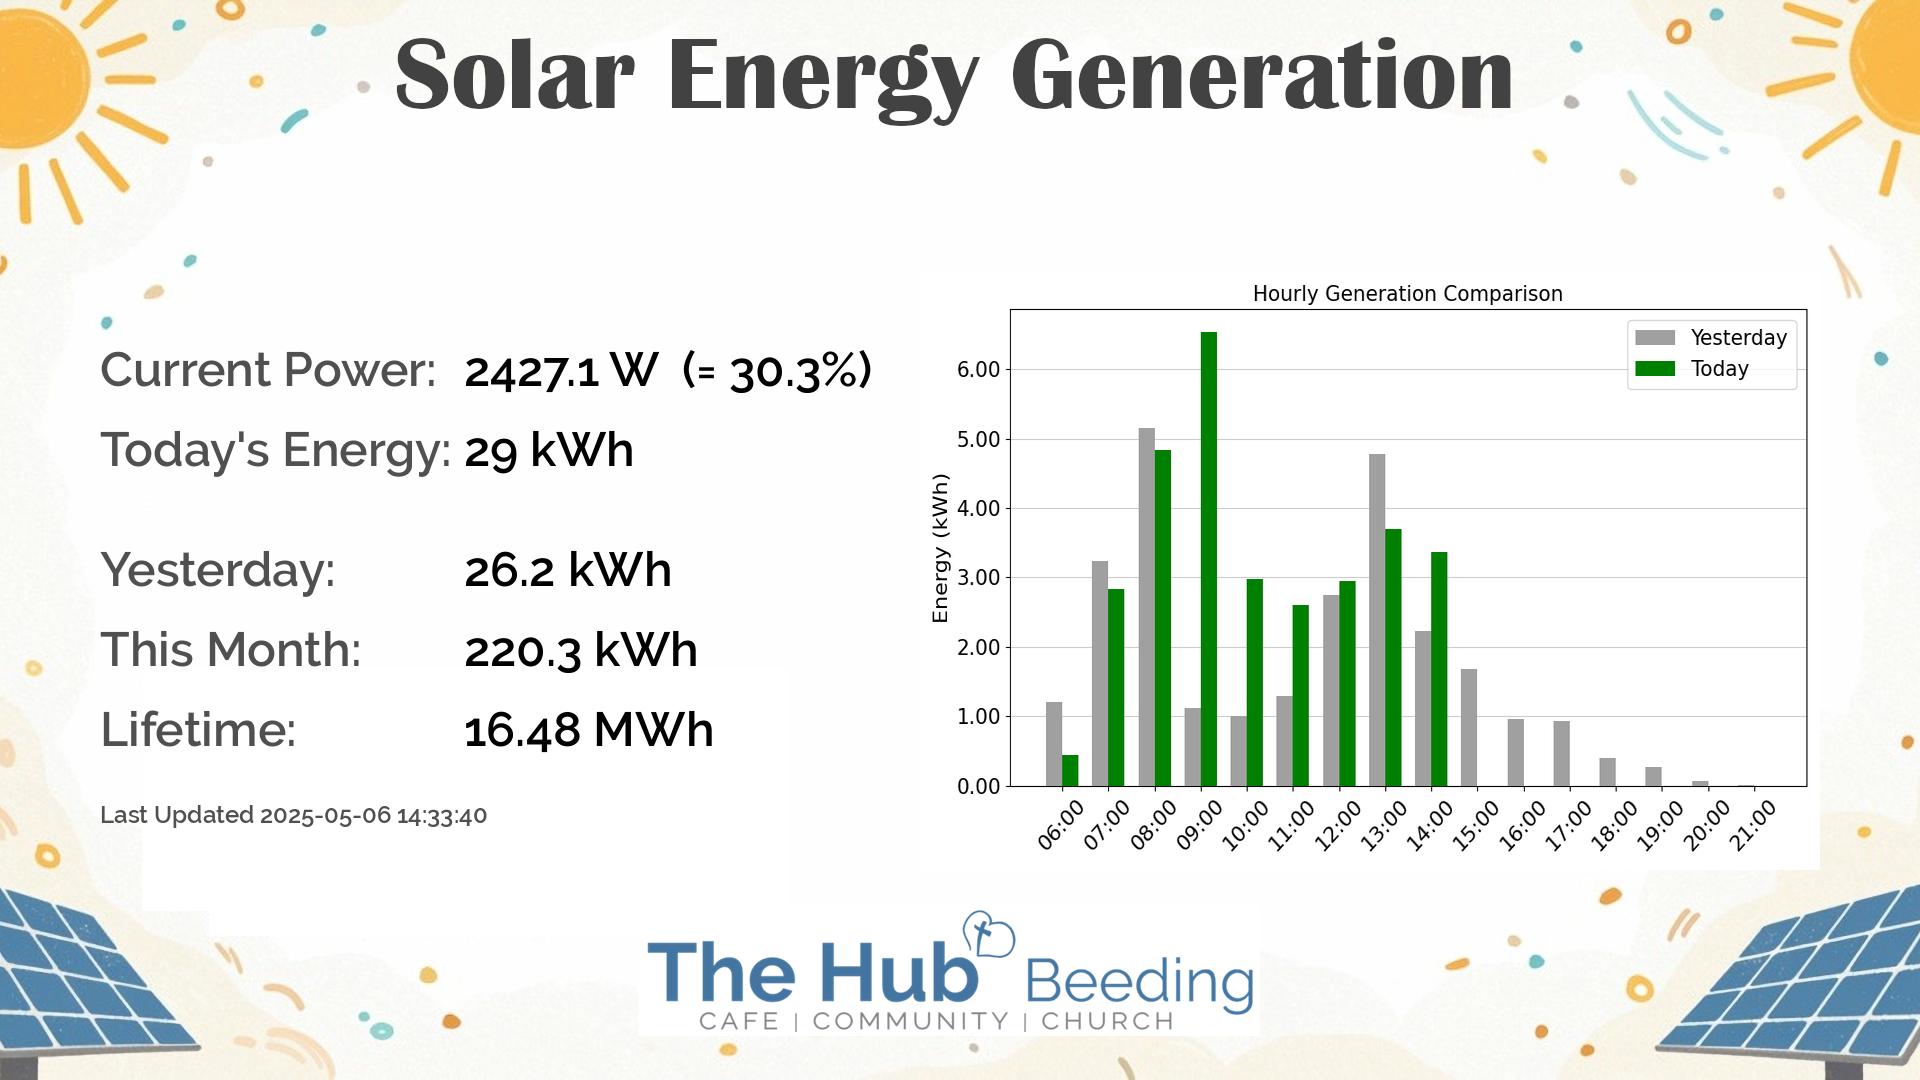 Solar Energy Generation
Current Power: 2427.1 W (= 30.3%)
Today's Energy: 29 kWh
Yesterday: 26.2 kWh
This Month: 220.3 kWh
Lifetime: 16.48 MWh
Last Updated 2025-05-06 14:33:40
Hourly Generation Comparison
Yesterday
Today
Energy (kWh)
6.00
5.00
4.00
3.00
2.00
1.00
0.00
06:00 07:00 08:00 09:00 10:00 11:00 12:00 13:00 14:00 15:00 16:00 17:00 18:00 19:00 20:00 21:00
The Hub Beeding
CAFE | COMMUNITY | CHURCH